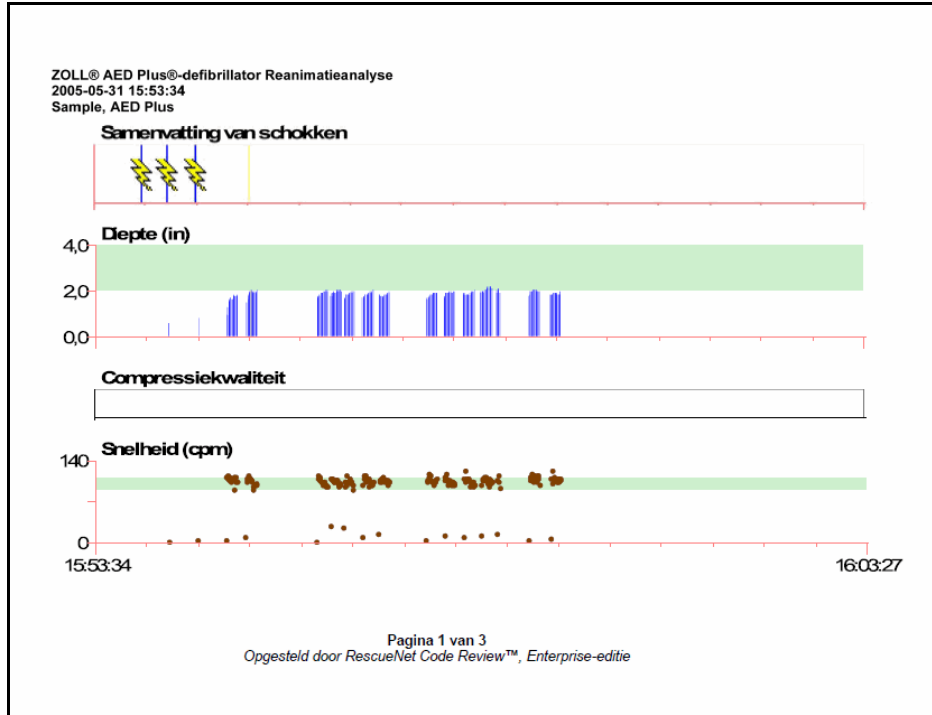 ZOLL® AED Plus®-defibrillator Reanimatieanalyse
2005-05-31 15:53:34
Sample, AED Plus
Samenvatting van schokken
Diepte (in)
4,0
2,0
0,0
Compressiekwaliteit
Snelheid (cpm)
140
0
15:53:34 16:03:27
Pagina 1 van 3
Opgesteld door RescueNet Code Review™, Enterprise-editie